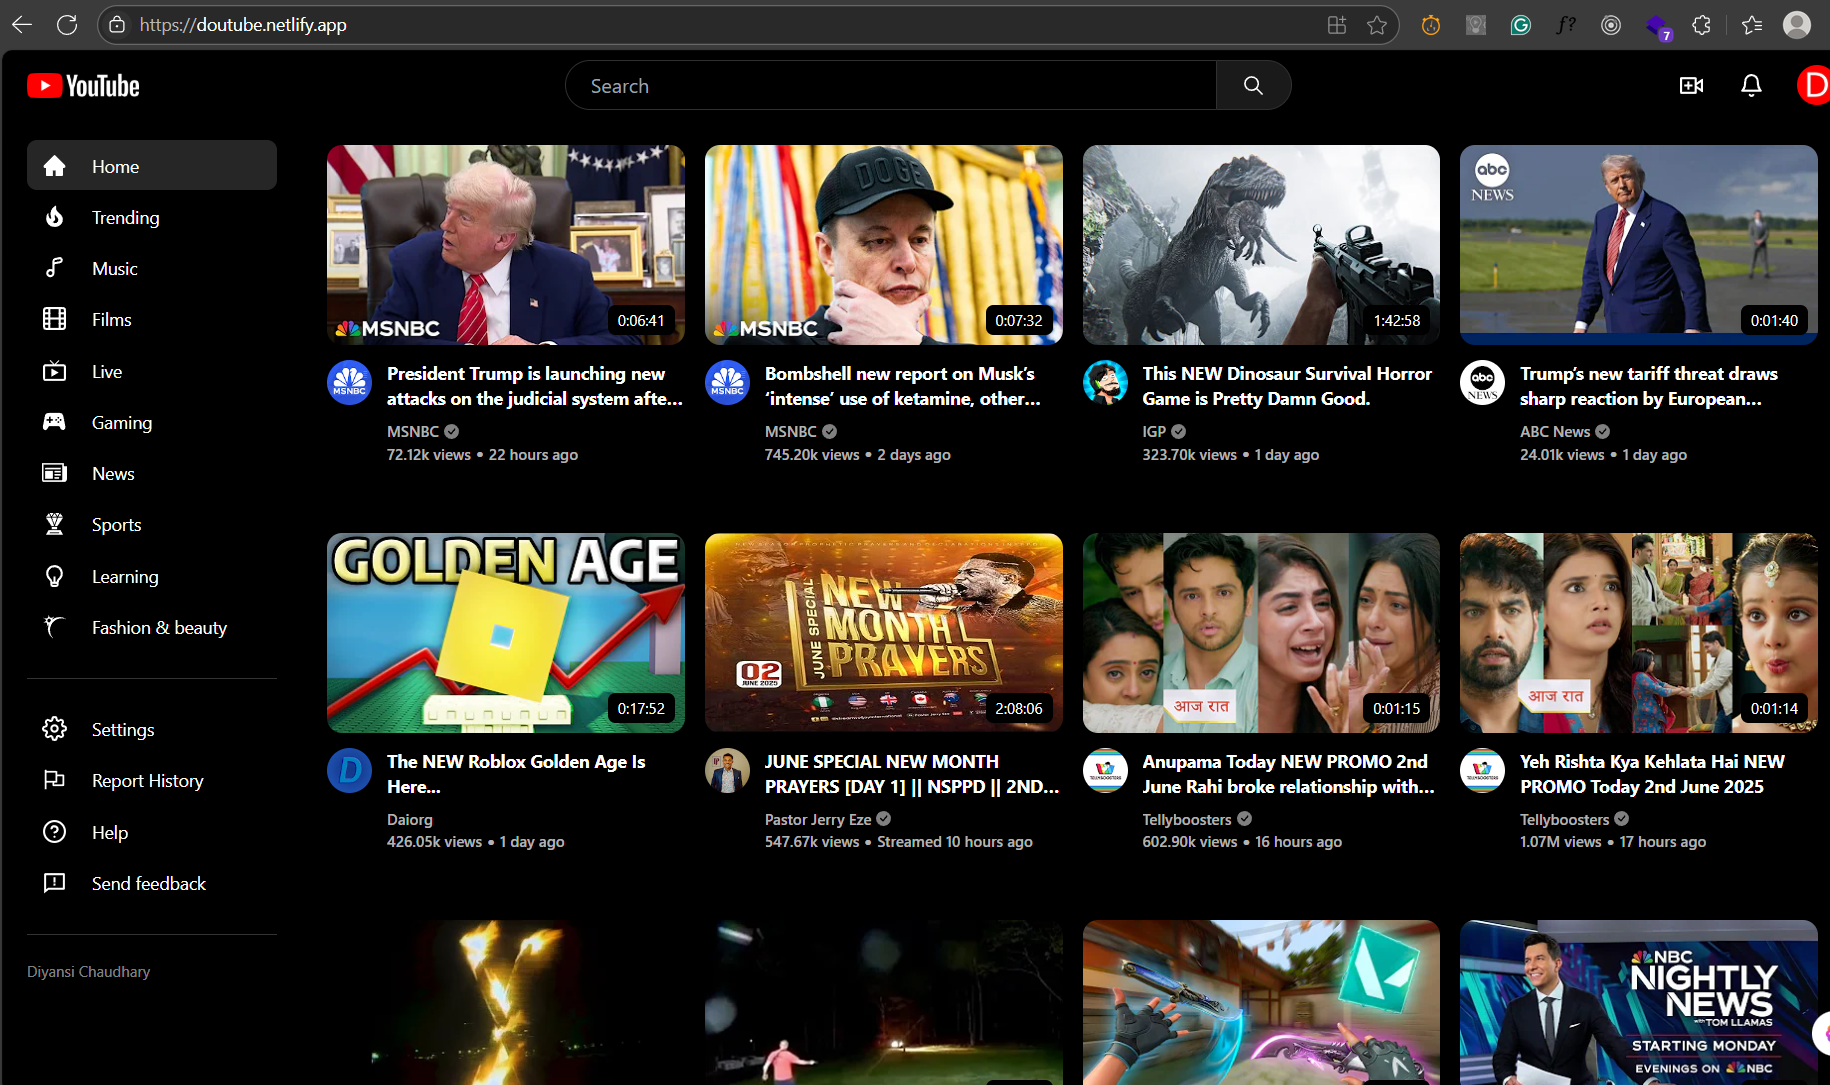 https://doutube.netlify.app
7
YouTube
Search
D
Home
Trending
Music
Films
Live
Gaming
News
Sports
Learning
Fashion & beauty
Settings
Report History
Help
Send feedback
Diyansi Chaudhary
MSNBC
0:06:41
DOGE
MSNBC
0:07:32
1:42:58
abc
NEWS
0:01:40
MSNBC
President Trump is launching new
attacks on the judicial system afte...
MSNBC
72.12k views • 22 hours ago
MSNBC
Bombshell new report on Musk’s
‘intense’ use of ketamine, other...
MSNBC
745.20k views • 2 days ago
This NEW Dinosaur Survival Horror
Game is Pretty Damn Good.
IGP
323.70k views • 1 day ago
abc
NEWS
Trump’s new tariff threat draws
sharp reaction by European...
ABC News
24.01k views • 1 day ago
GOLDEN AGE
0:17:52
JUNE SPECIAL
NEW
MONTH
PRAYERS
02
JUNE 2025
2:08:06
आज रात
0:01:15
आज रात
0:01:14
D
The NEW Roblox Golden Age Is
Here...
Daiorg
426.05k views • 1 day ago
JUNE SPECIAL NEW MONTH
PRAYERS [DAY 1] || NSPPD || 2ND...
Pastor Jerry Eze
547.67k views • Streamed 10 hours ago
Anupama Today NEW PROMO 2nd
June Rahi broke relationship with...
Tellyboosters
602.90k views • 16 hours ago
Yeh Rishta Kya Kehlata Hai NEW
PROMO Today 2nd June 2025
Tellyboosters
1.07M views • 17 hours ago
NBC
NIGHTLY
NEWS
with TOM LLAMAS
STARTING MONDAY
EVENINGS ON NBC